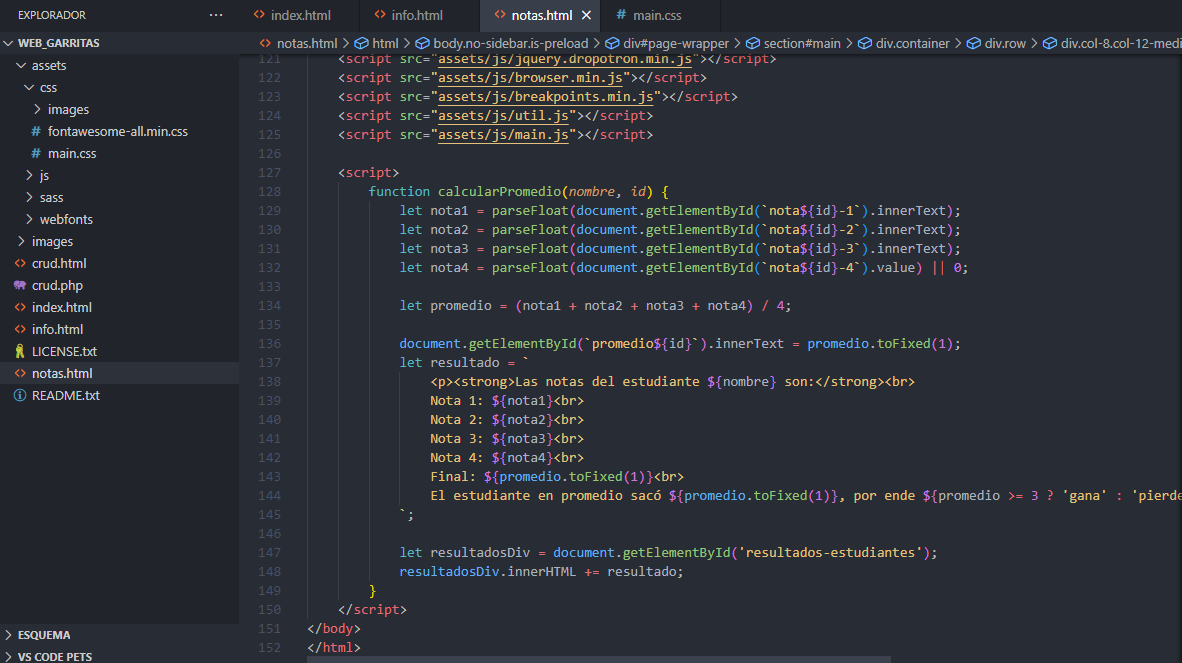 EXPLORADOR
···
WEB_GARRITAS
assets
css
images
fontawesome-all.min.css
main.css
js
sass
webfonts
images
crud.html
crud.php
index.html
info.html
LICENSE.txt
notas.html
README.txt
ESQUEMA
VS CODE PETS
index.html
info.html
notas.html
main.css
notas.html > html > body.no-sidebar.is-preload > div#page-wrapper > section#main > div.container > div.row > div.col-8.col-12-medi
121 <script src="assets/js/jquery.dropotron.min.js"></script>
122 <script src="assets/js/browser.min.js"></script>
123 <script src="assets/js/breakpoints.min.js"></script>
124 <script src="assets/js/util.js"></script>
125 <script src="assets/js/main.js"></script>
126
127 <script>
128 function calcularPromedio(nombre, id) {
129 let nota1 = parseFloat(document.getElementById(`nota${id}-1`).innerText);
130 let nota2 = parseFloat(document.getElementById(`nota${id}-2`).innerText);
131 let nota3 = parseFloat(document.getElementById(`nota${id}-3`).innerText);
132 let nota4 = parseFloat(document.getElementById(`nota${id}-4`).value) || 0;
133
134 let promedio = (nota1 + nota2 + nota3 + nota4) / 4;
135
136 document.getElementById(`promedio${id}`).innerText = promedio.toFixed(1);
137 let resultado = `
138 <p><strong>Las notas del estudiante ${nombre} son:</strong><br>
139 Nota 1: ${nota1}<br>
140 Nota 2: ${nota2}<br>
141 Nota 3: ${nota3}<br>
142 Nota 4: ${nota4}<br>
143 Final: ${promedio.toFixed(1)}<br>
144 El estudiante en promedio sacó ${promedio.toFixed(1)}, por ende ${promedio >= 3 ? 'gana' : 'pierde
145 `;
146
147 let resultadosDiv = document.getElementById('resultados-estudiantes');
148 resultadosDiv.innerHTML += resultado;
149 }
150 </script>
151 </body>
152 </html>